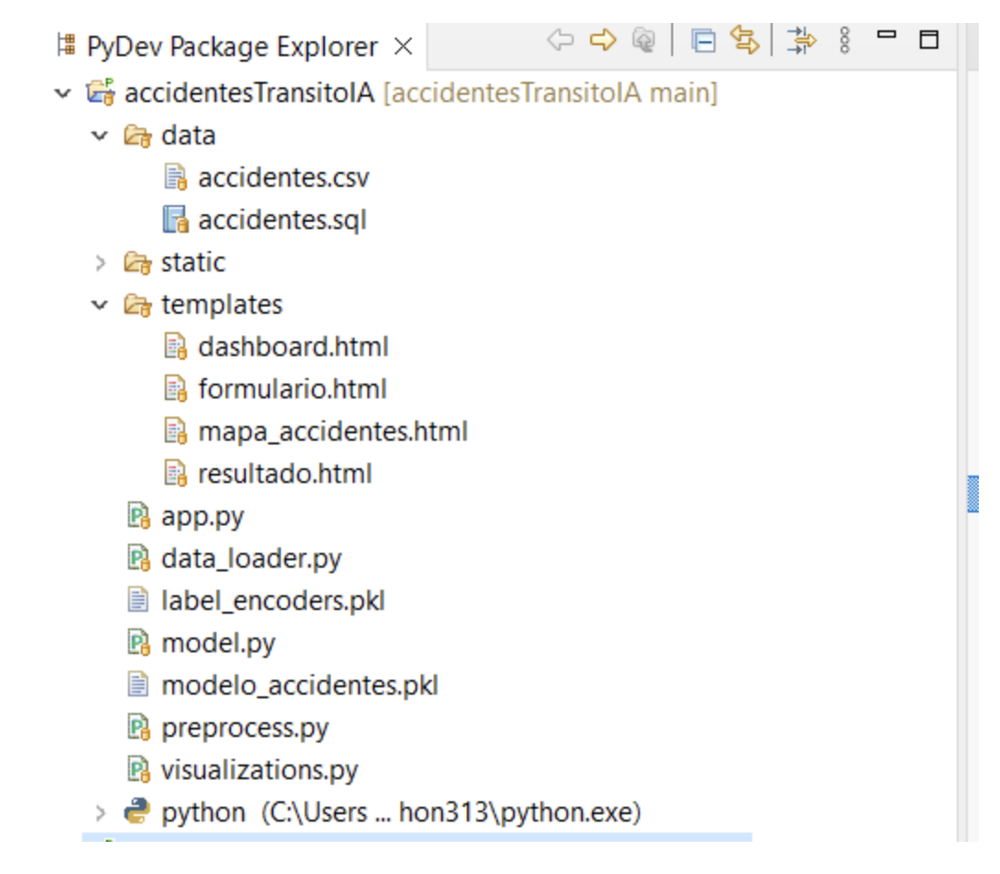 PyDev Package Explorer
accidentesTransitoIA [accidentesTransitoIA main]
data
accidentes.csv
accidentes.sql
static
templates
dashboard.html
formulario.html
mapa_accidentes.html
resultado.html
app.py
data_loader.py
label_encoders.pkl
model.py
modelo_accidentes.pkl
preprocess.py
visualizations.py
python (C:\Users ... hon313\python.exe)